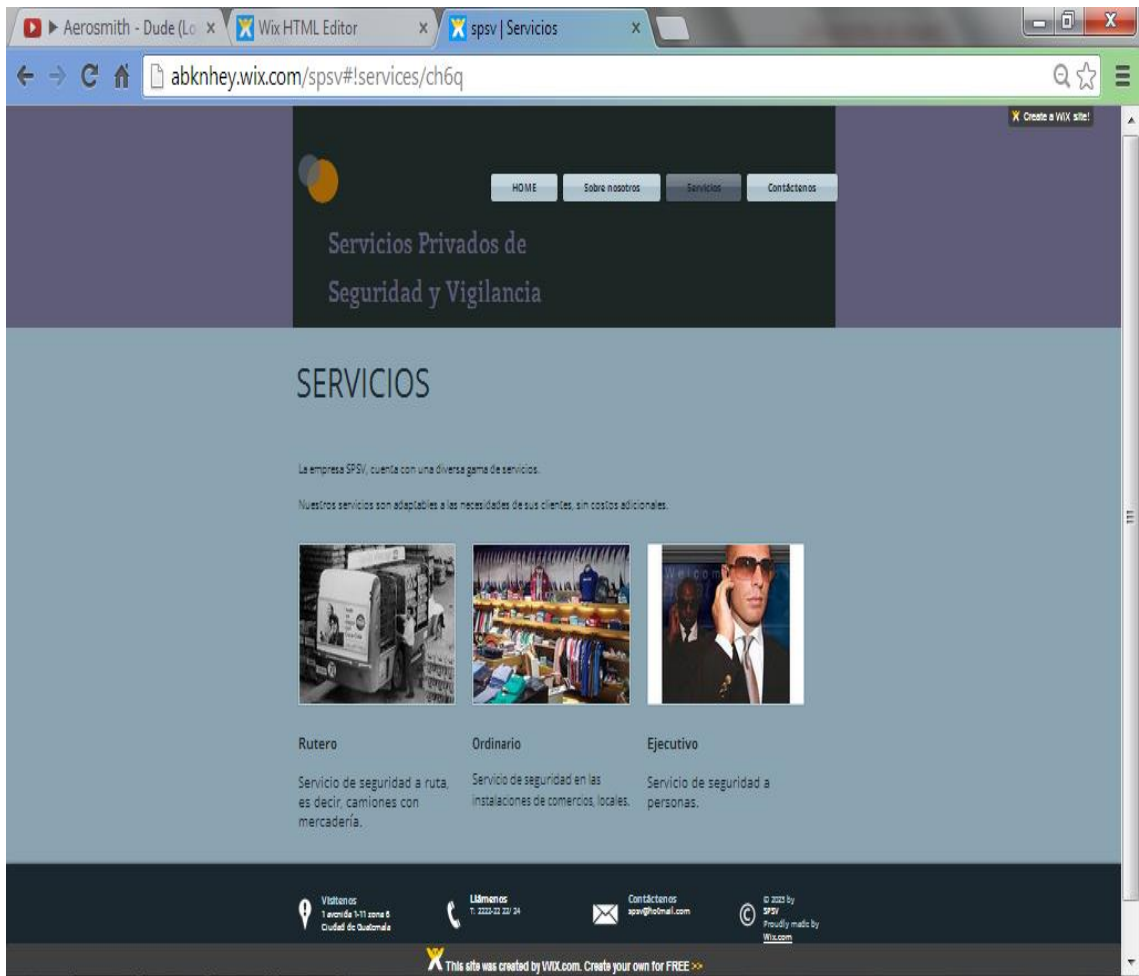 Aerosmith - Dude (Lo
Wix HTML Editor
spsv | Servicios
abknhey.wix.com/spsv#!services/ch6q
Create a WIX site!
HOME
Sobre nosotros
Servicios
Contáctenos
Servicios Privados de
Seguridad y Vigilancia
SERVICIOS
La empresa SPSV, cuenta con una diversa gama de servicios.
Nuestros servicios son adaptables a las necesidades de sus clientes, sin costos adicionales.
Welcom
Rutero
Servicio de seguridad a ruta,
es decir, camiones con
mercadería.
Ordinario
Servicio de seguridad en las
instalaciones de comercios, locales.
Ejecutivo
Servicio de seguridad a
personas.
Visítenos
1 avenida 1-11 zona 6
Ciudad de Guatemala
Llámenos
T: 2222-22 22/ 24
Contáctenos
spsv@hotmail.com
© 2023 by
SPSV
Proudly made by
Wix.com
This site was created by WIX.com. Create your own for FREE >>